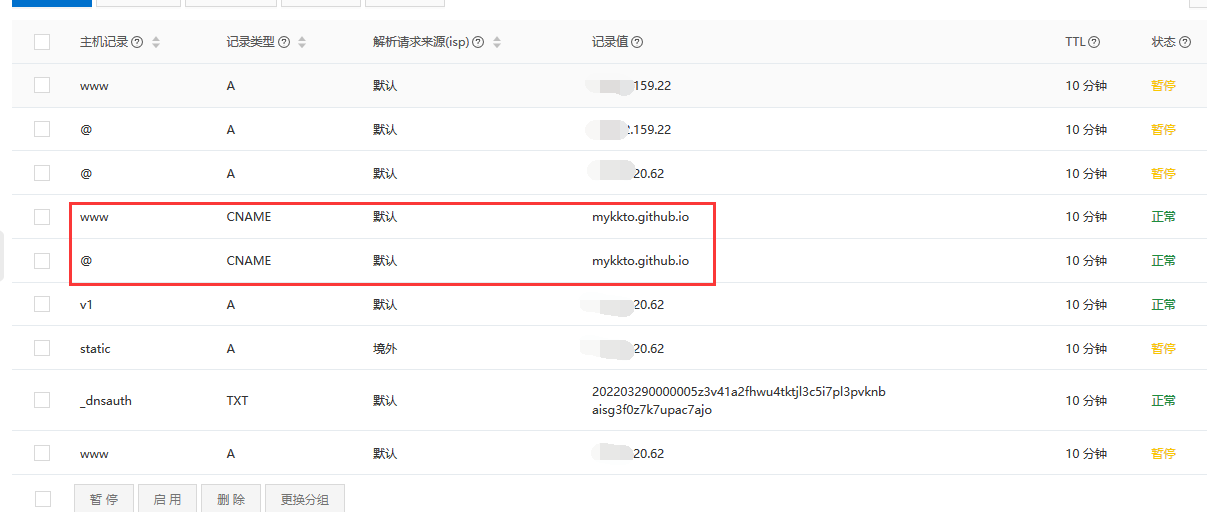 主机记录 记录类型 解析请求来源(isp) 记录值 TTL 状态
www A 默认 159.22 10 分钟 暂停
@ A 默认 .159.22 10 分钟 暂停
@ A 默认 20.62 10 分钟 暂停
www CNAME 默认 mykkto.github.io 10 分钟 正常
@ CNAME 默认 mykkto.github.io 10 分钟 正常
v1 A 默认 20.62 10 分钟 正常
static A 境外 20.62 10 分钟 暂停
_dnsauth TXT 默认 202203290000005z3v41a2fhwu4tktjl3c5i7pl3pvknb 10 分钟 正常
aisg3f0z7k7upac7ajo
www A 默认 20.62 10 分钟 暂停
暂停 启用 删除 更换分组